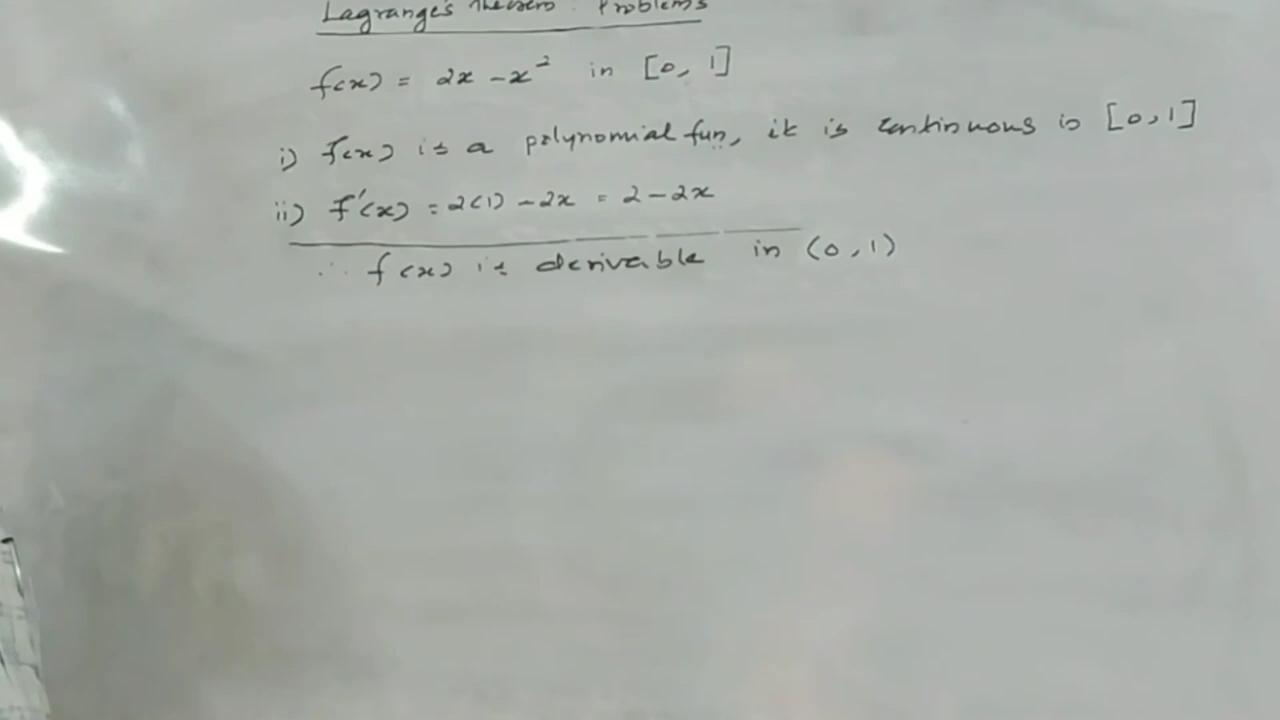 Lagrange's Theorem : Problems
f(x) = 2x - x² in [0, 1]
i) f(x) is a polynomial fun, it is continuous in [0,1]
ii) f'(x) = 2(1) - 2x = 2 - 2x
∴ f(x) is derivable in (0,1)